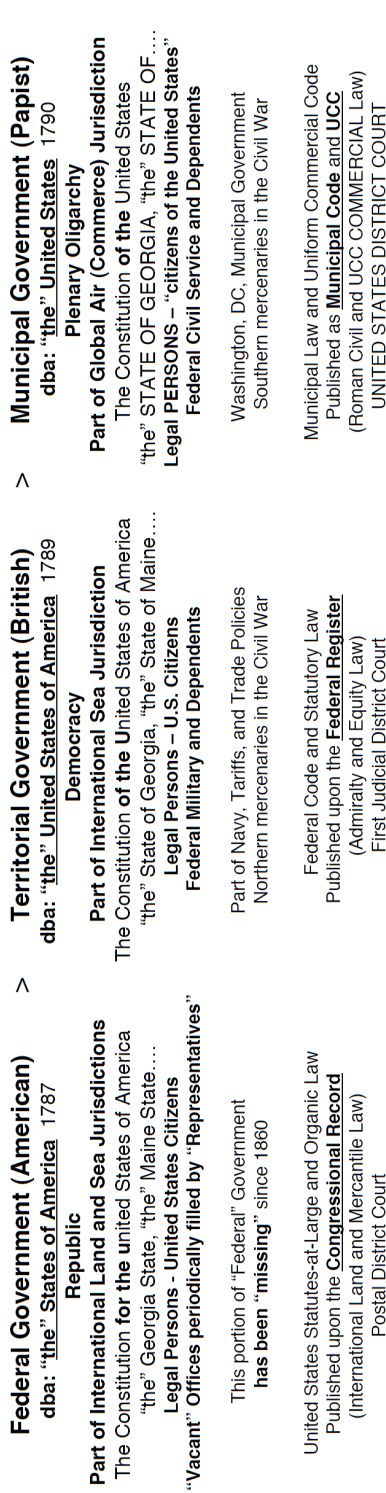 Federal Government (American)
dba: “the” States of America 1787
Republic
Part of International Land and Sea Jurisdictions
The Constitution for the united States of America
“the” Georgia State, “the” Maine State....
Legal Persons - United States Citizens
“Vacant” Offices periodically filled by “Representatives”
This portion of “Federal” Government
has been “missing” since 1860
United States Statutes-at-Large and Organic Law
Published upon the Congressional Record
(International Land and Mercantile Law)
Postal District Court
>
Territorial Government (British)
dba: “the” United States of America 1789
Democracy
Part of International Sea Jurisdiction
The Constitution of the United States of America
“the” State of Georgia, “the” State of Maine....
Legal Persons – U.S. Citizens
Federal Military and Dependents
Part of Navy, Tariffs, and Trade Policies
Northern mercenaries in the Civil War
Federal Code and Statutory Law
Published upon the Federal Register
(Admiralty and Equity Law)
First Judicial District Court
>
Municipal Government (Papist)
dba: “the” United States 1790
Plenary Oligarchy
Part of Global Air (Commerce) Jurisdiction
The Constitution of the United States
“the” STATE OF GEORGIA, “the” STATE OF....
Legal PERSONS – “citizens of the United States”
Federal Civil Service and Dependents
Washington, DC, Municipal Government
Southern mercenaries in the Civil War
Municipal Law and Uniform Commercial Code
Published as Municipal Code and UCC
(Roman Civil and UCC COMMERCIAL Law)
UNITED STATES DISTRICT COURT